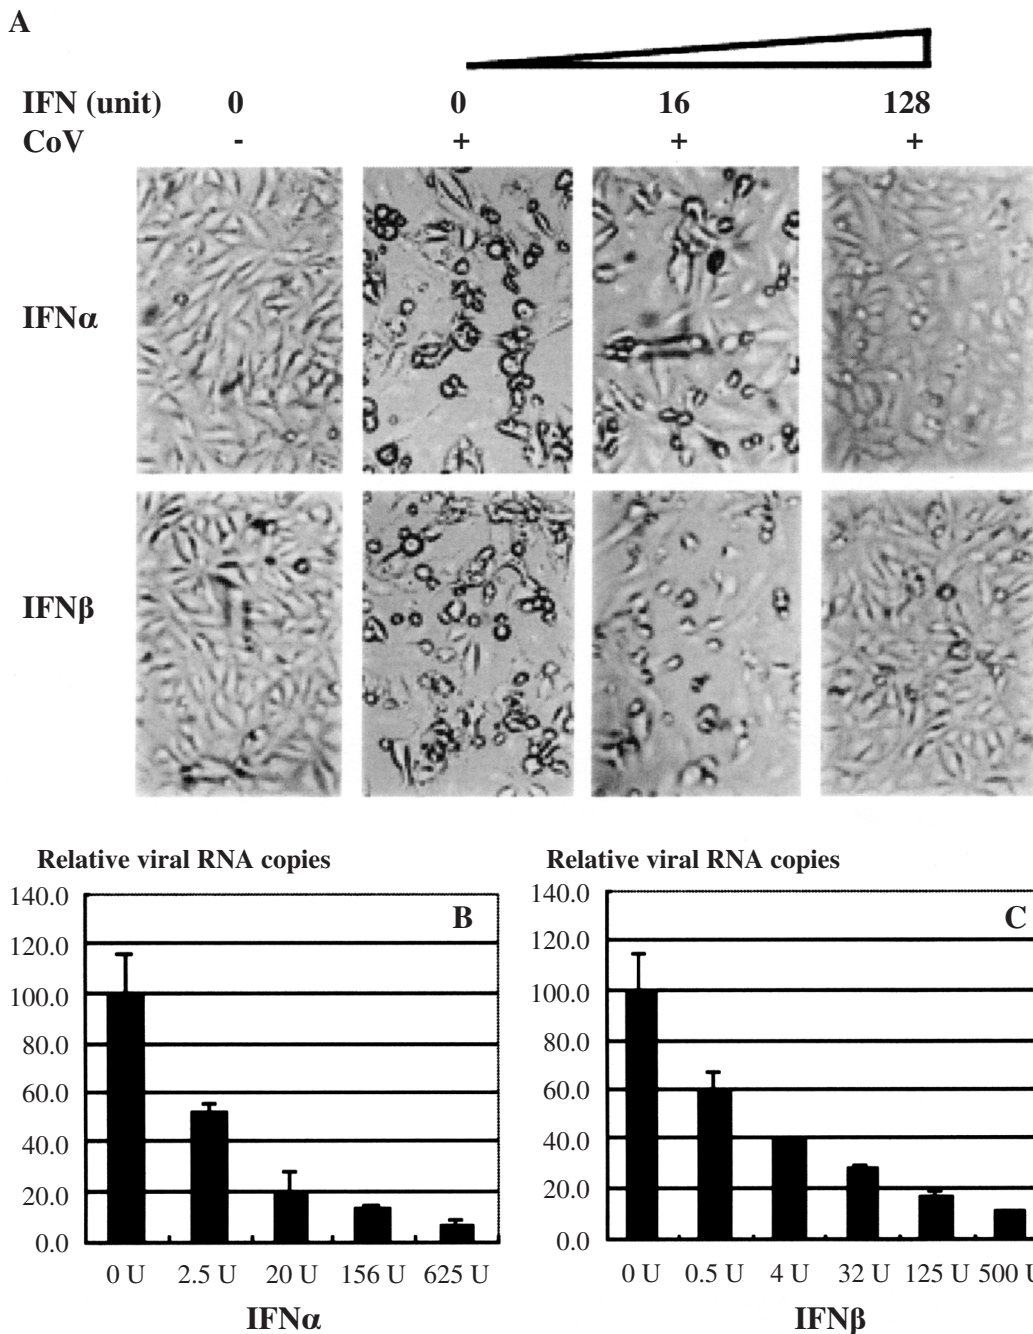 A
IFN (unit) 0 0 16 128
CoV - + + +
IFNα
IFNβ
Relative viral RNA copies
B
140.0
120.0
100.0
80.0
60.0
40.0
20.0
0.0
0 U 2.5 U 20 U 156 U 625 U
IFNα
Relative viral RNA copies
C
140.0
120.0
100.0
80.0
60.0
40.0
20.0
0.0
0 U 0.5 U 4 U 32 U 125 U 500 U
IFNβ